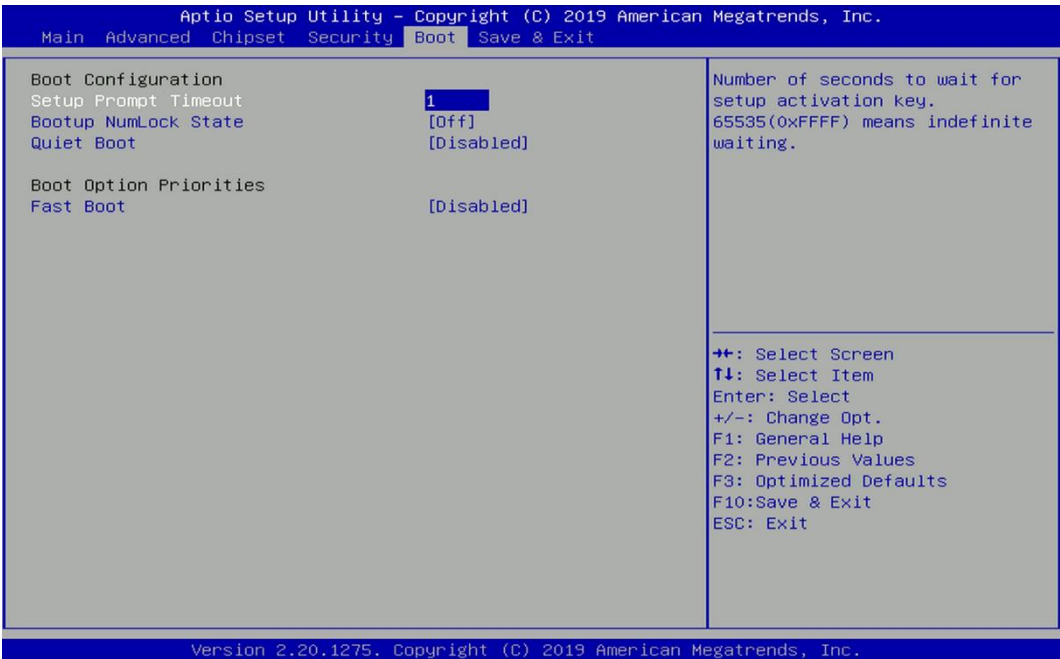 Aptio Setup Utility – Copyright (C) 2019 American Megatrends, Inc.
Main Advanced Chipset Security Boot Save & Exit
Boot Configuration
Setup Prompt Timeout 1
Bootup NumLock State [Off]
Quiet Boot [Disabled]
Boot Option Priorities
Fast Boot [Disabled]
Number of seconds to wait for
setup activation key.
65535(0xFFFF) means indefinite
waiting.
→←: Select Screen
↑↓: Select Item
Enter: Select
+/-: Change Opt.
F1: General Help
F2: Previous Values
F3: Optimized Defaults
F10:Save & Exit
ESC: Exit
Version 2.20.1275. Copyright (C) 2019 American Megatrends, Inc.